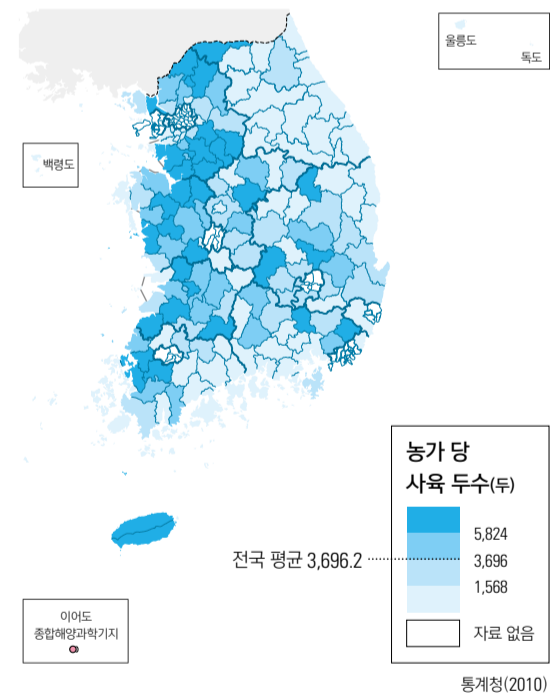 울릉도
독도
백령도
농가 당
사육 두수(두)
5,824
전국 평균 3,696.2
3,696
1,568
자료 없음
이어도
종합해양과학기지
통계청(2010)